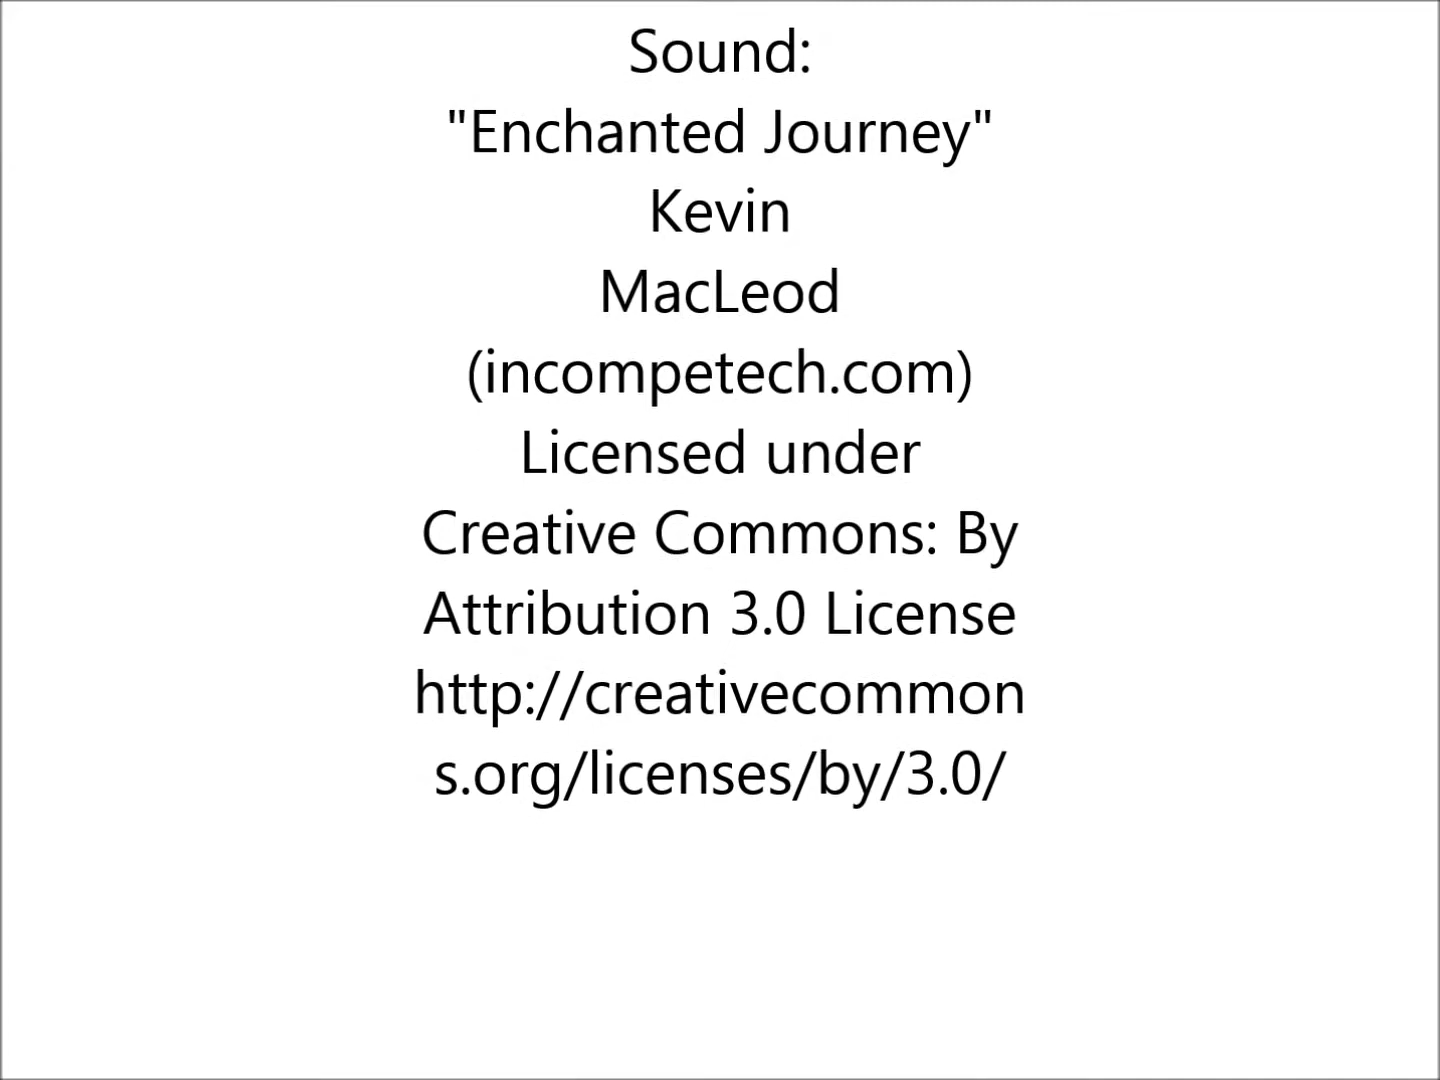 Sound:
"Enchanted Journey"
Kevin
MacLeod
(incompetech.com)
Licensed under
Creative Commons: By
Attribution 3.0 License
http://creativecommon
s.org/licenses/by/3.0/